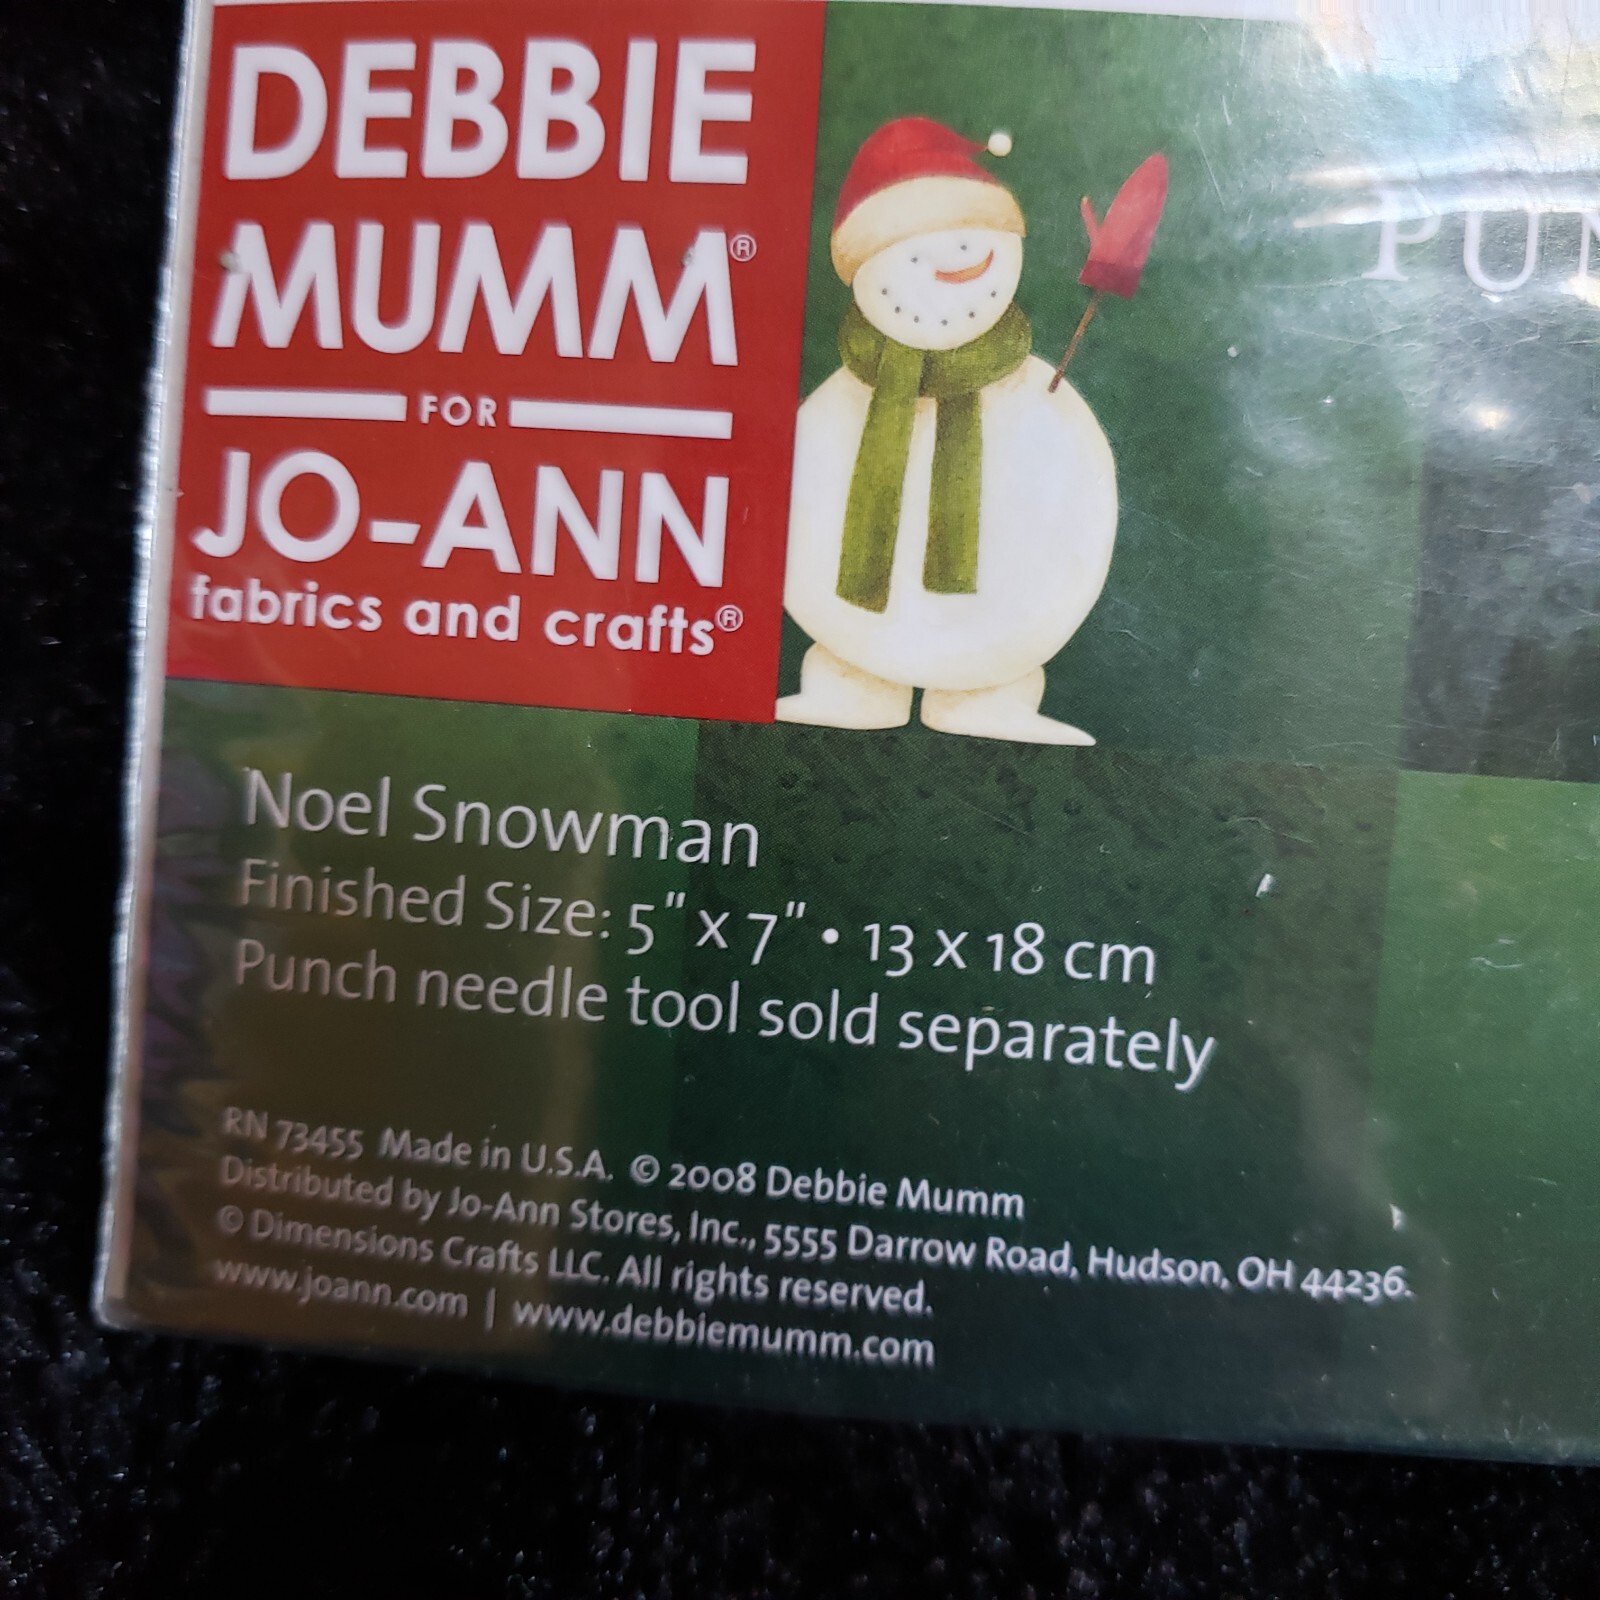 DEBBIE
MUMM®
FOR
JO-ANN
fabrics and crafts®
PUN
Noel Snowman
Finished Size: 5" x 7" • 13 x 18 cm
Punch needle tool sold separately
RN 73455 Made in U.S.A. © 2008 Debbie Mumm
Distributed by Jo-Ann Stores, Inc., 5555 Darrow Road, Hudson, OH 44236.
© Dimensions Crafts LLC. All rights reserved.
www.joann.com | www.debbiemumm.com